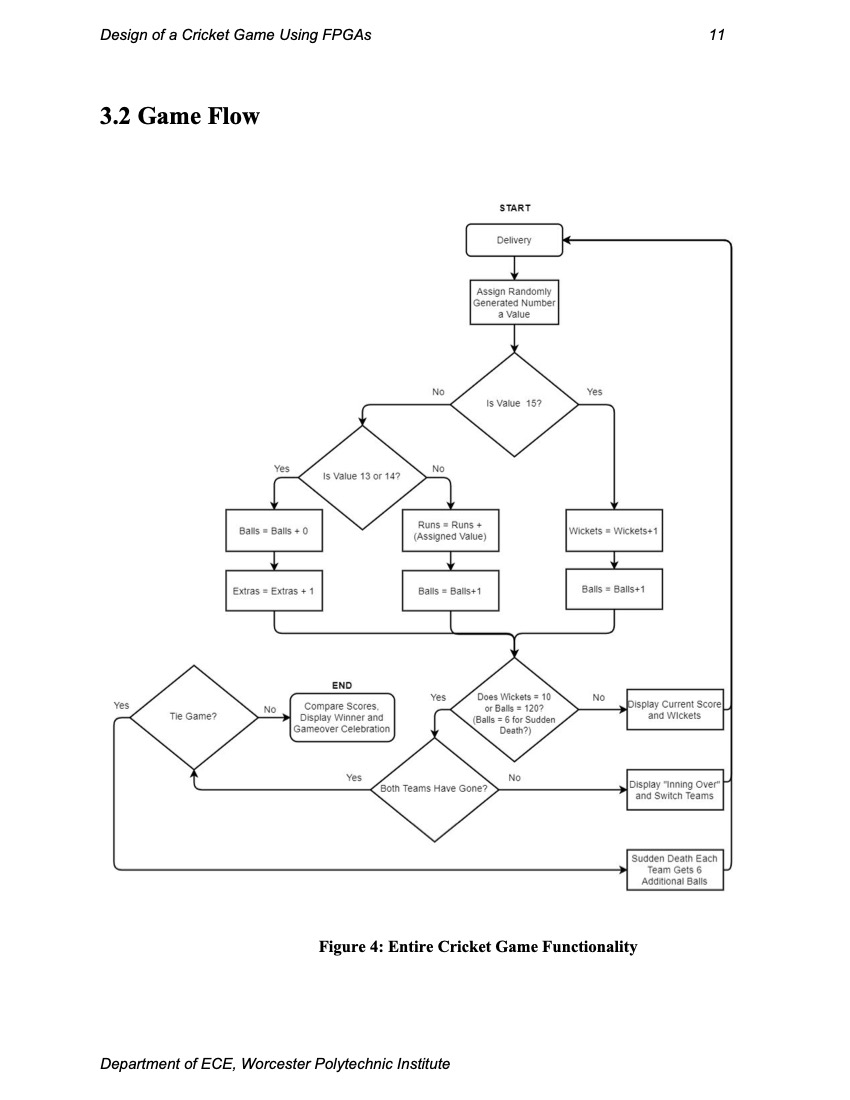 Design of a Cricket Game Using FPGAs 11
3.2 Game Flow
START
Delivery
Assign Randomly
Generated Number
a Value
No
Yes
Is Value 15?
Yes
No
Is Value 13 or 14?
Balls = Balls + 0
Runs = Runs +
(Assigned Value)
Wickets = Wickets+1
Extras = Extras + 1
Balls = Balls+1
Balls = Balls+1
END
Yes
Tie Game?
No
Compare Scores,
Display Winner and
Gameover Celebration
Yes
Does Wickets = 10
or Balls = 120?
(Balls = 6 for Sudden
Death?)
No
Display Current Score
and WIckets
Yes
Both Teams Have Gone?
No
Display "Inning Over"
and Switch Teams
Sudden Death Each
Team Gets 6
Additional Balls
Figure 4: Entire Cricket Game Functionality
Department of ECE, Worcester Polytechnic Institute